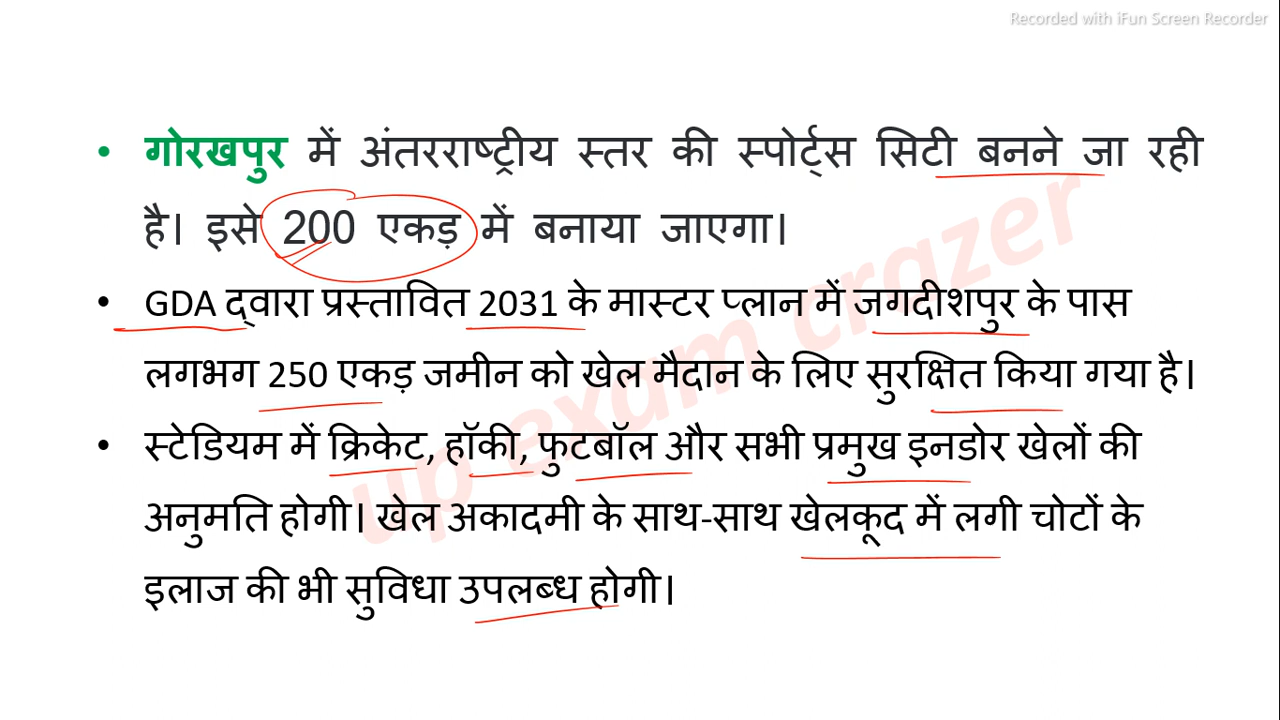 Recorded with iFun Screen Recorder
• गोरखपुर में अंतरराष्ट्रीय स्तर की स्पोर्ट्स सिटी बनने जा रही
है। इसे 200 एकड़ में बनाया जाएगा।
• GDA द्वारा प्रस्तावित 2031 के मास्टर प्लान में जगदीशपुर के पास
लगभग 250 एकड़ जमीन को खेल मैदान के लिए सुरक्षित किया गया है।
• स्टेडियम में क्रिकेट, हॉकी, फुटबॉल और सभी प्रमुख इनडोर खेलों की
अनुमति होगी। खेल अकादमी के साथ-साथ खेलकूद में लगी चोटों के
इलाज की भी सुविधा उपलब्ध होगी।
up exam crazer